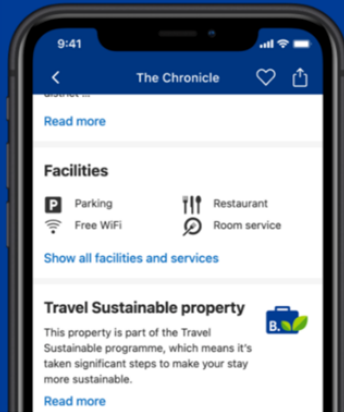 9:41
The Chronicle
Read more
Facilities
P Parking
Restaurant
Free WiFi
Room service
Show all facilities and services
Travel Sustainable property
B.
This property is part of the Travel
Sustainable programme, which means it's
taken significant steps to make your stay
more sustainable.
Read more